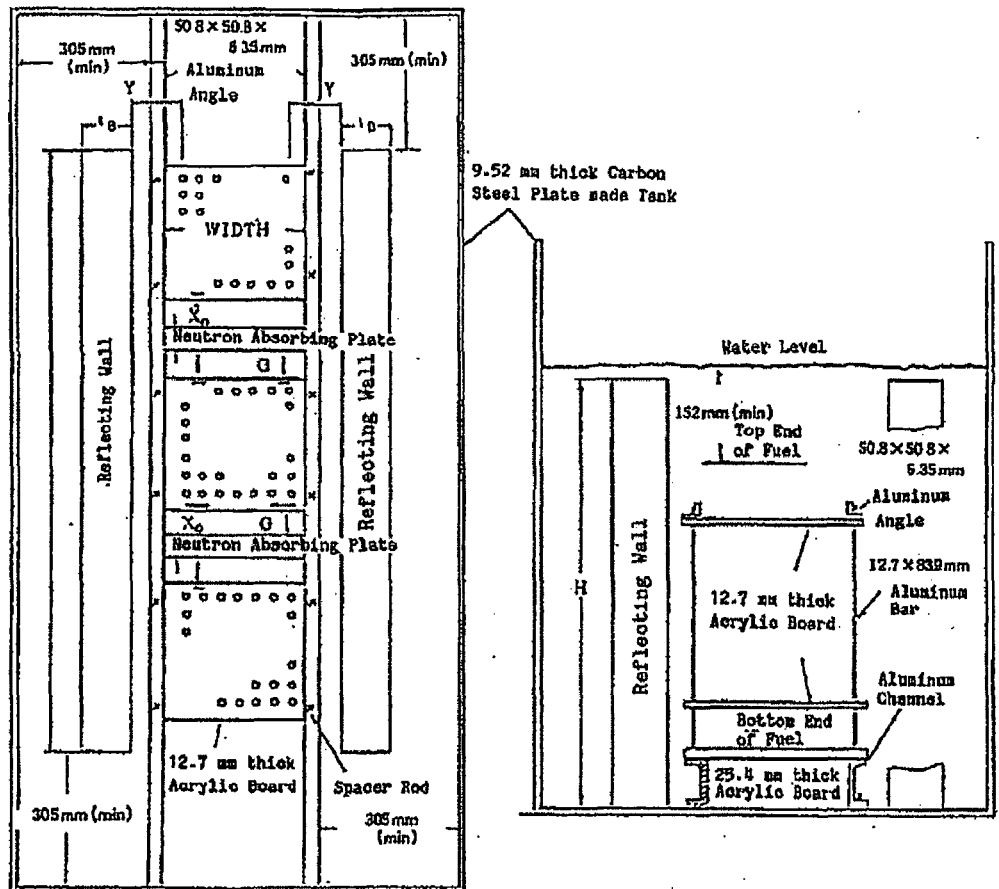 50.8×50.8×
6.35mm
305mm
(min)
305mm(min)
Aluminum
Angle
Y
Y
t B
WIDTH
X₀
Neutron Absorbing Plate
G
Reflecting Wall
Reflecting Wall
X₀
G
Neutron Absorbing Plate
12.7 mm thick
Acrylic Board
Spacer Rod
305mm(min)
305mm
(min)
9.52 mm thick Carbon
Steel Plate made Tank
Water Level
152mm(min)
Top End
of Fuel
50.8×50.8×
6.35mm
Aluminum
Angle
H
Reflecting Wall
12.7 mm thick
Acrylic Board
Aluminum
Bar
Aluminum
Channel
Bottom End
of Fuel
25.4 mm thick
Acrylic Board